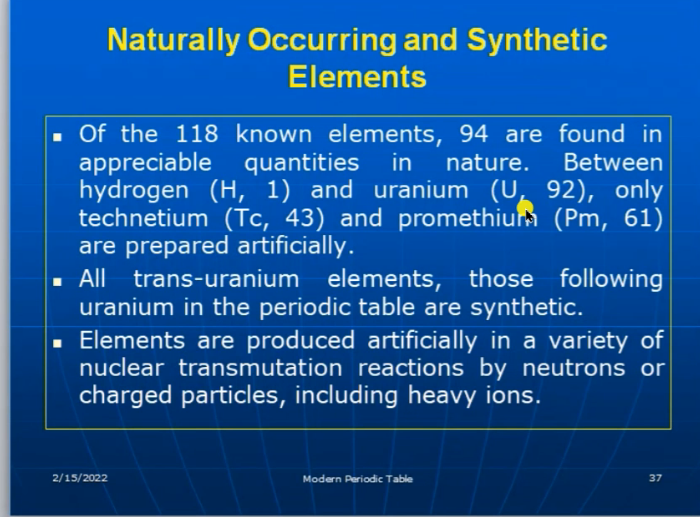 Naturally Occurring and Synthetic
Elements
▪ Of the 118 known elements, 94 are found in
appreciable quantities in nature. Between
hydrogen (H, 1) and uranium (U, 92), only
technetium (Tc, 43) and promethium (Pm, 61)
are prepared artificially.
▪ All trans-uranium elements, those following
uranium in the periodic table are synthetic.
▪ Elements are produced artificially in a variety of
nuclear transmutation reactions by neutrons or
charged particles, including heavy ions.
2/15/2022
Modern Periodic Table
37